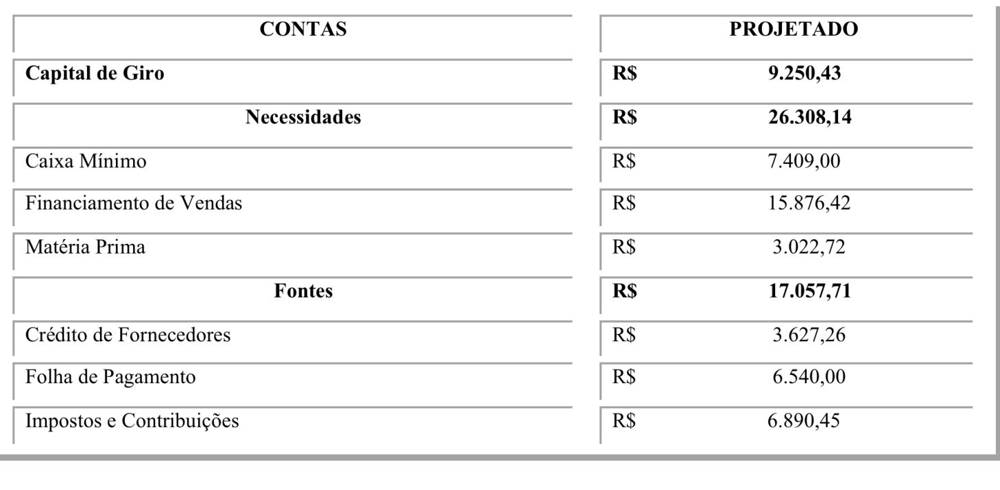 CONTAS PROJETADO
Capital de Giro R$ 9.250,43
Necessidades R$ 26.308,14
Caixa Mínimo R$ 7.409,00
Financiamento de Vendas R$ 15.876,42
Matéria Prima R$ 3.022,72
Fontes R$ 17.057,71
Crédito de Fornecedores R$ 3.627,26
Folha de Pagamento R$ 6.540,00
Impostos e Contribuições R$ 6.890,45